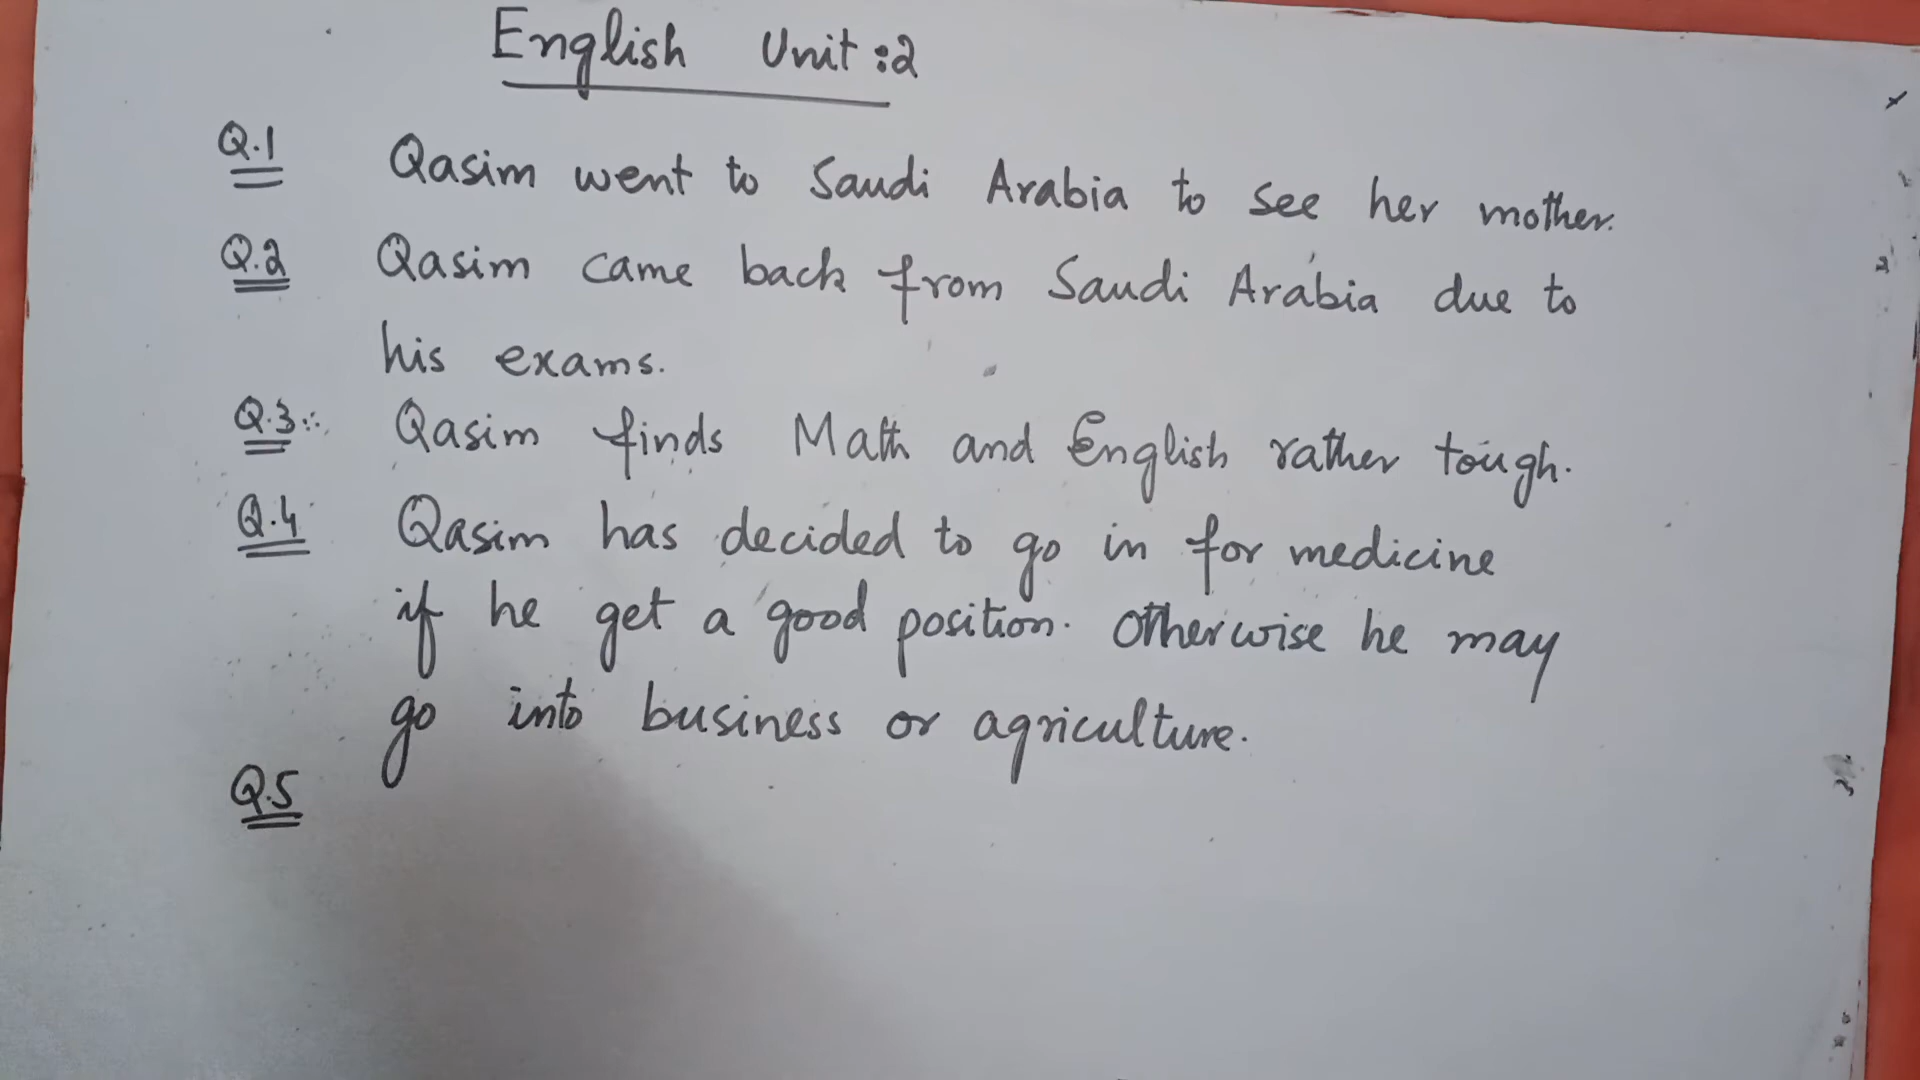 English Unit :2
Q.1 Qasim went to Saudi Arabia to see her mother.
Q.2 Qasim came back from Saudi Arabia due to
his exams.
Q.3 Qasim finds Math and English rather tough.
Q.4 Qasim has decided to go in for medicine
if he get a good position. Otherwise he may
go into business or agriculture.
Q.5